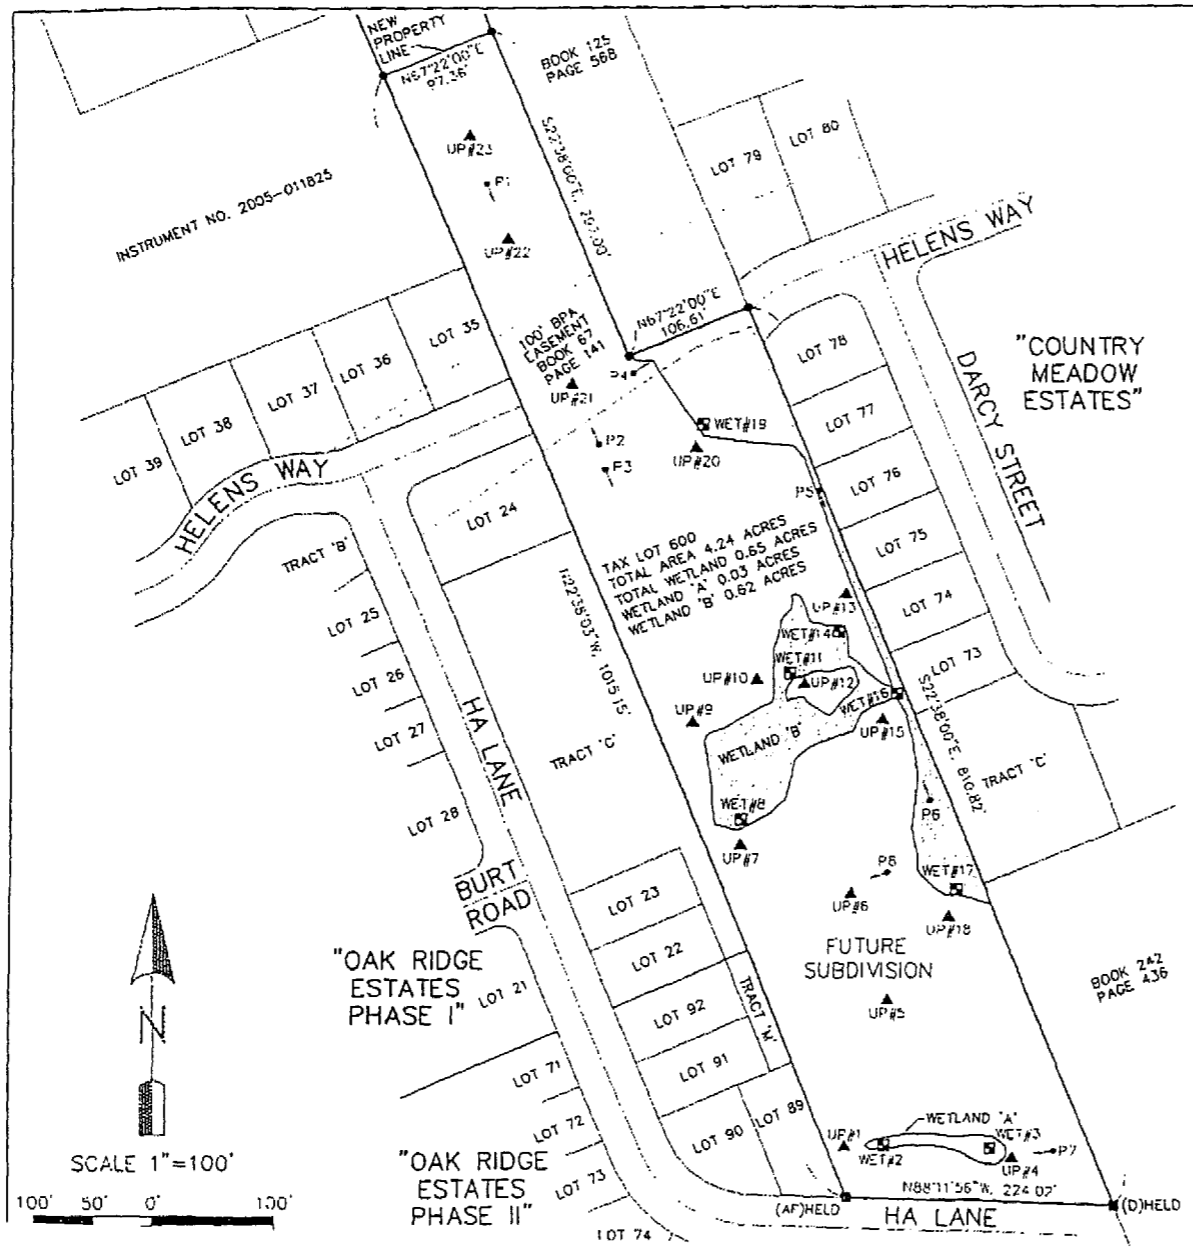 NEW
PROPERTY
LINE
N67°22'00"E
97.36'
BOOK 125
PAGE 568
UP#23
P1
UP#22
INSTRUMENT NO. 2005-011825
LOT 79
LOT 80
HELENS WAY
N67°22'00"E
106.61'
100' BPA
EASEMENT
BOOK 67
PAGE 141
LOT 35
LOT 36
LOT 37
LOT 38
LOT 39
HELENS WAY
P4
UP#21
P2
P3
WET#19
UP#20
P5
LOT 78
LOT 77
LOT 76
LOT 75
LOT 74
LOT 73
DARCY STREET
"COUNTRY
MEADOW
ESTATES"
LOT 24
TRACT 'B'
LOT 25
LOT 26
LOT 27
LOT 28
HA LANE
TRACT 'C'
N22°38'03"W, 1015.15'
TAX LOT 600
TOTAL AREA 4.24 ACRES
TOTAL WETLAND 0.65 ACRES
WETLAND 'A' 0.03 ACRES
WETLAND 'B' 0.62 ACRES
UP#13
WET#14
WET#11
UP#10
UP#12
WET#16
UP#9
UP#15
WETLAND 'B'
S22°38'00"E, 810.82'
TRACT 'C'
WET#8
UP#7
P6
P8
WET#17
UP#6
UP#18
BURT
ROAD
LOT 23
LOT 22
LOT 21
LOT 92
LOT 91
TRACT 'M'
FUTURE
SUBDIVISION
UP#5
BOOK 242
PAGE 436
"OAK RIDGE
ESTATES
PHASE I"
LOT 71
LOT 72
LOT 73
LOT 74
LOT 90
LOT 89
WETLAND 'A'
UP#1
WET#2
WET#3
UP#4
P7
N88°11'56"W, 224.02'
(AF)HELD
HA LANE
(D)HELD
"OAK RIDGE
ESTATES
PHASE II"
N
SCALE 1"=100'
100' 0' 100'